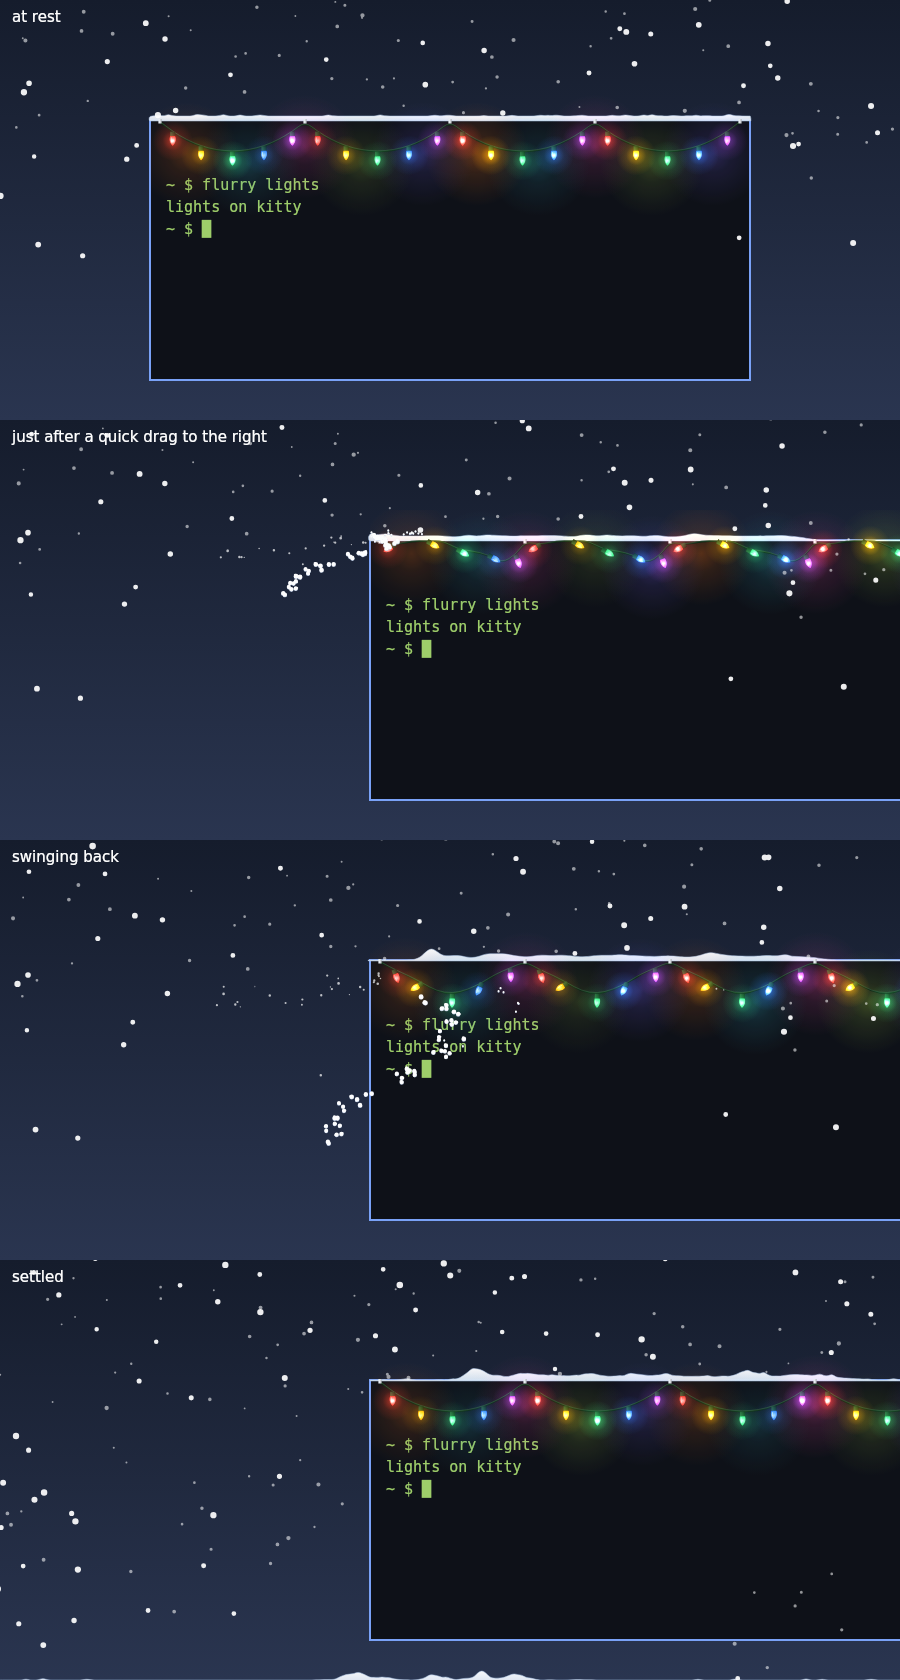 at rest
~ $ flurry lights
lights on kitty
~ $
just after a quick drag to the right
~ $ flurry lights
lights on kitty
~ $
swinging back
~ $ flurry lights
lights on kitty
~ $
settled
~ $ flurry lights
lights on kitty
~ $